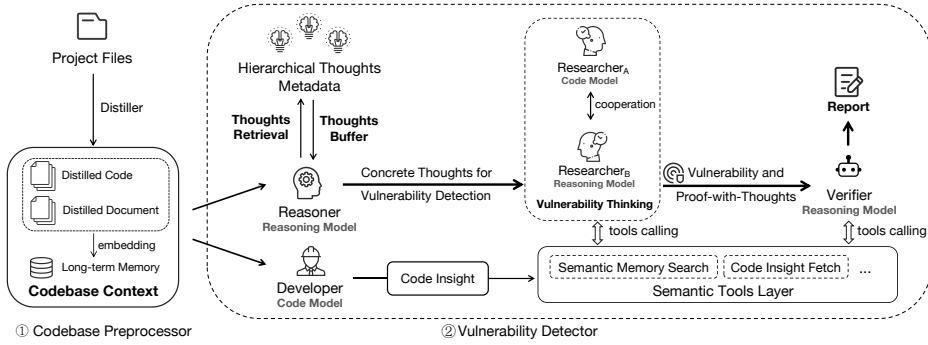 Project Files
Distiller
Distilled Code
Distilled Document
embedding
Long-term Memory
Codebase Context
① Codebase Preprocessor
Hierarchical Thoughts
Metadata
Thoughts
Retrieval
Thoughts
Buffer
Reasoner
Reasoning Model
Developer
Code Model
Concrete Thoughts for
Vulnerability Detection
Code Insight
ResearcherA
Code Model
cooperation
ResearcherB
Reasoning Model
Vulnerability Thinking
Vulnerability and
Proof-with-Thoughts
Report
Verifier
Reasoning Model
tools calling
tools calling
Semantic Memory Search
Code Insight Fetch
...
Semantic Tools Layer
② Vulnerability Detector